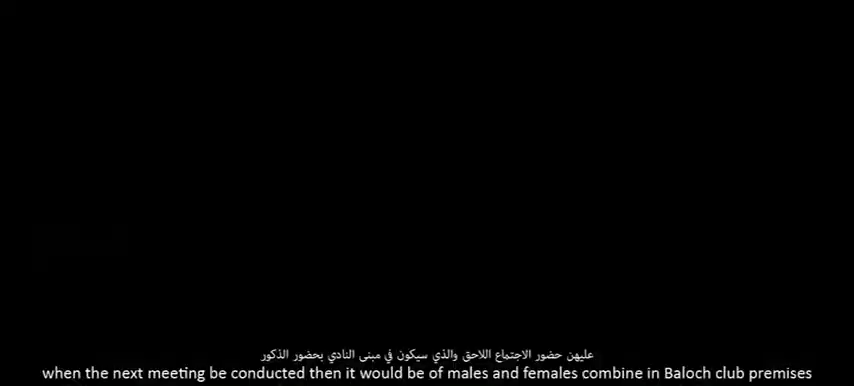 عليهن حضور الاجتماع اللاحق والذي سيكون في مبنى النادي بحضور الذكور
when the next meeting be conducted then it would be of males and females combine in Baloch club premises